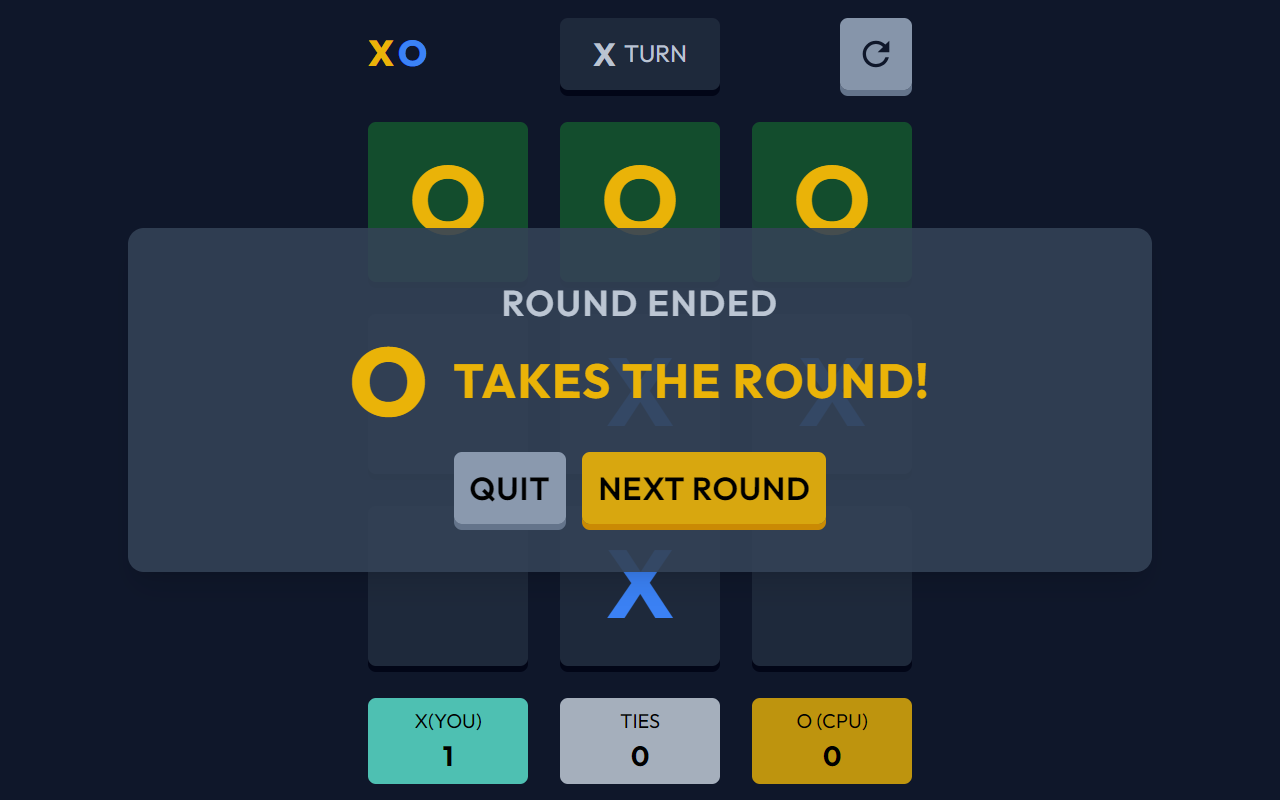 XO
X TURN
O O O
ROUND ENDED
O TAKES THE ROUND!
X X
QUIT NEXT ROUND
X
X(YOU) TIES O (CPU)
1 0 0